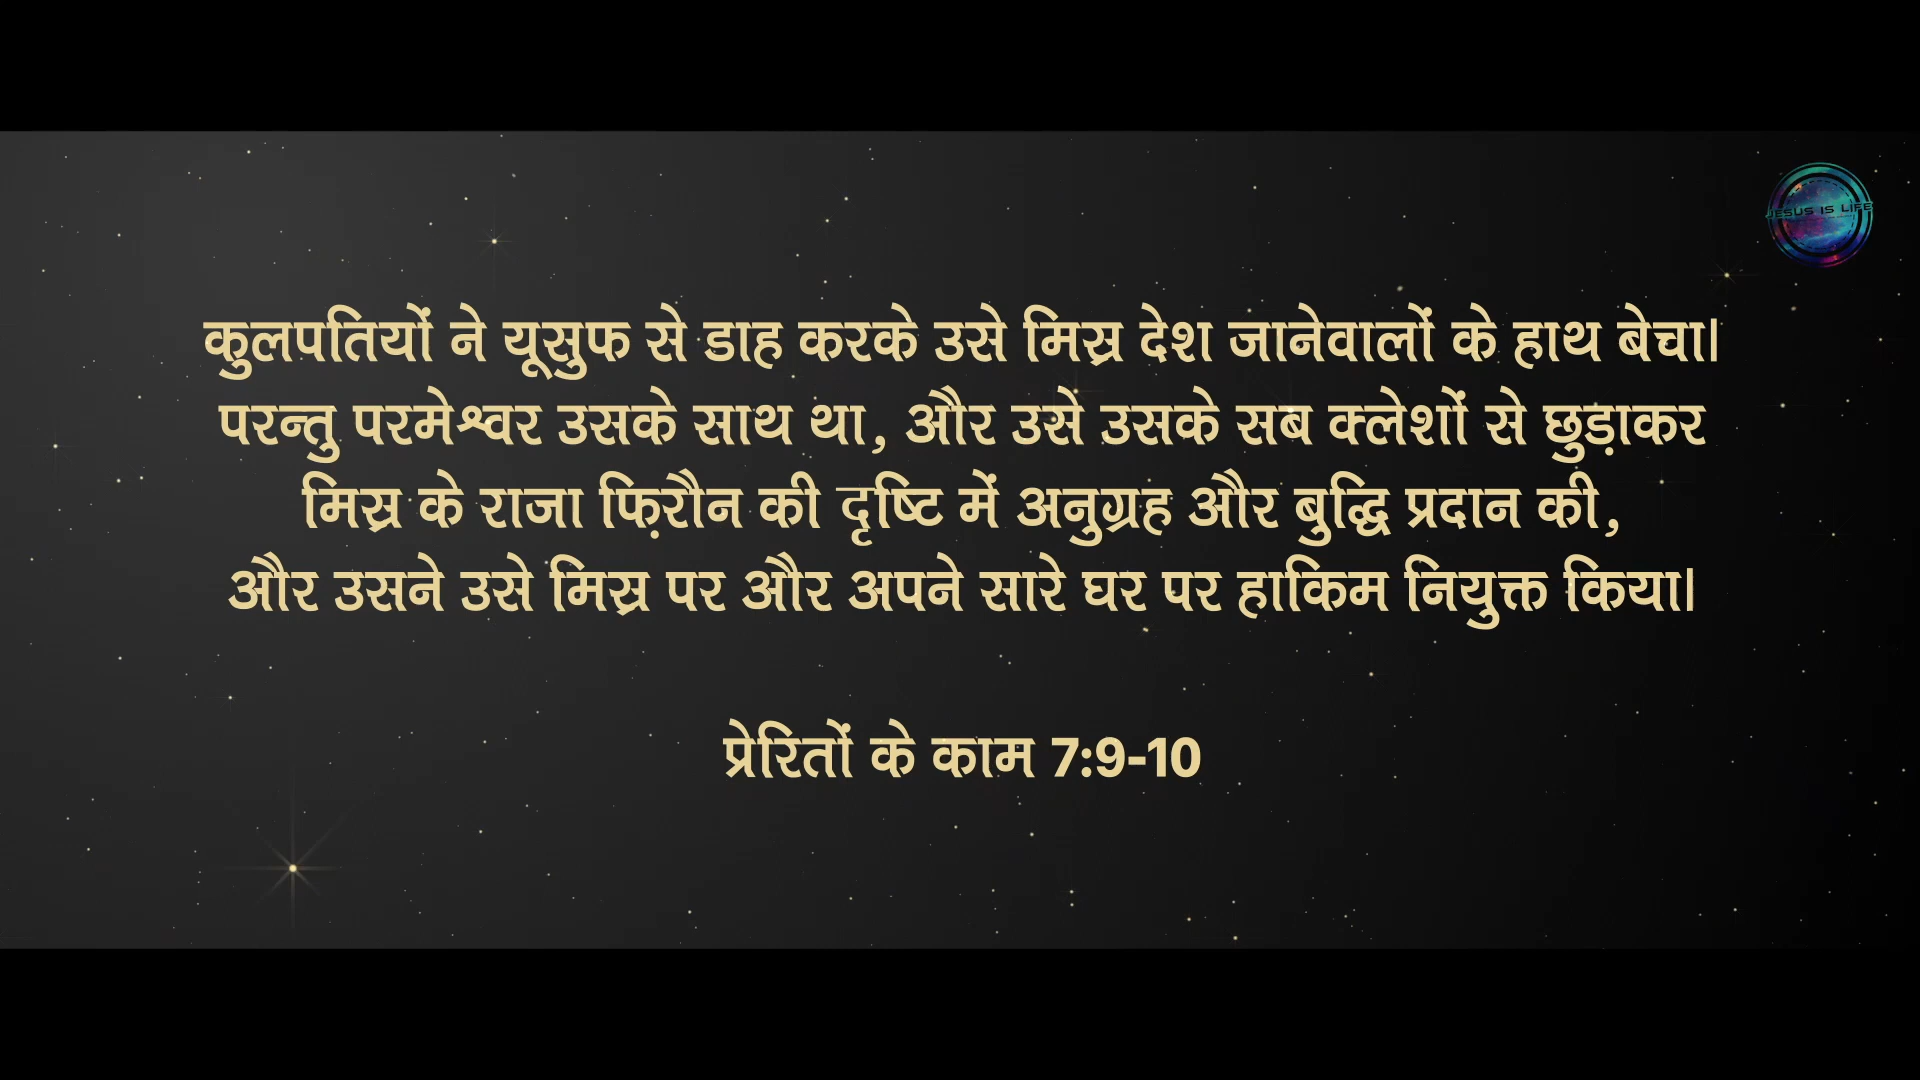 JESUS IS LIFE
कुलपतियों ने यूसुफ से डाह करके उसे मिस्र देश जानेवालों के हाथ बेचा।
परन्तु परमेश्वर उसके साथ था, और उसे उसके सब क्लेशों से छुड़ाकर
मिस्र के राजा फ़िरौन की दृष्टि में अनुग्रह और बुद्धि प्रदान की,
और उसने उसे मिस्र पर और अपने सारे घर पर हाकिम नियुक्त किया।
प्रेरितों के काम 7:9-10